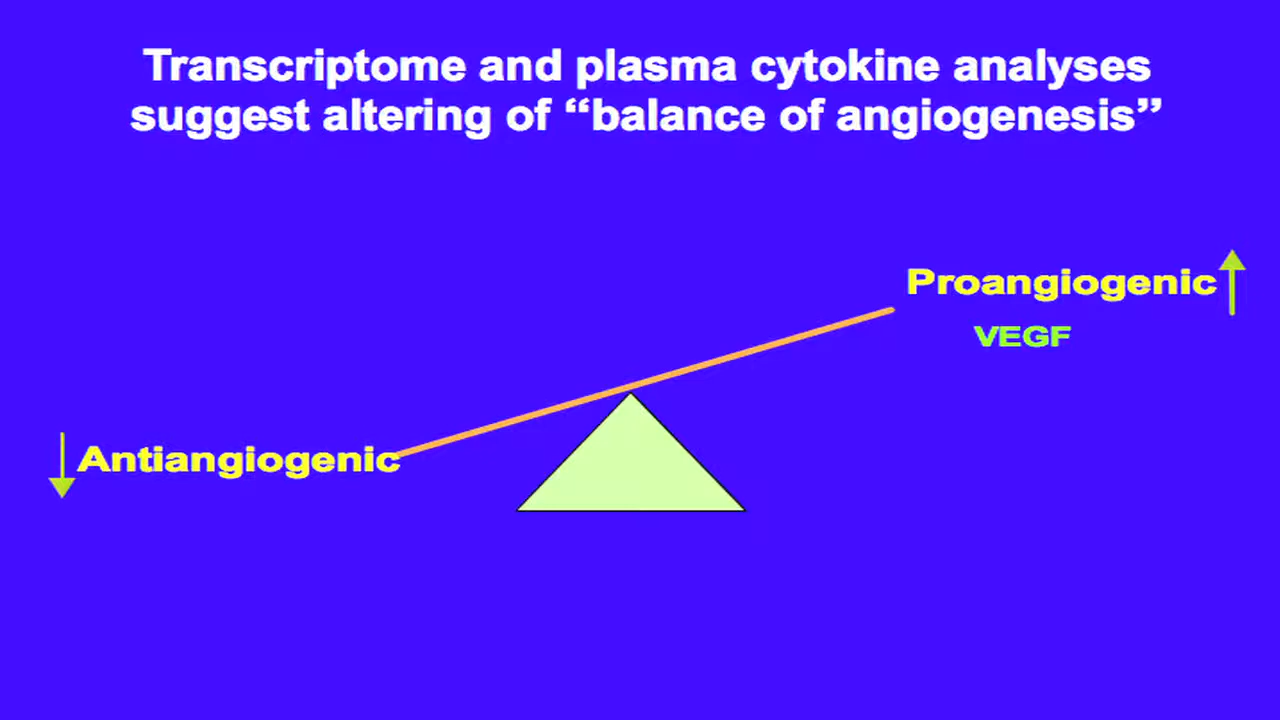 Transcriptome and plasma cytokine analyses
suggest altering of “balance of angiogenesis”
Proangiogenic
VEGF
Antiangiogenic